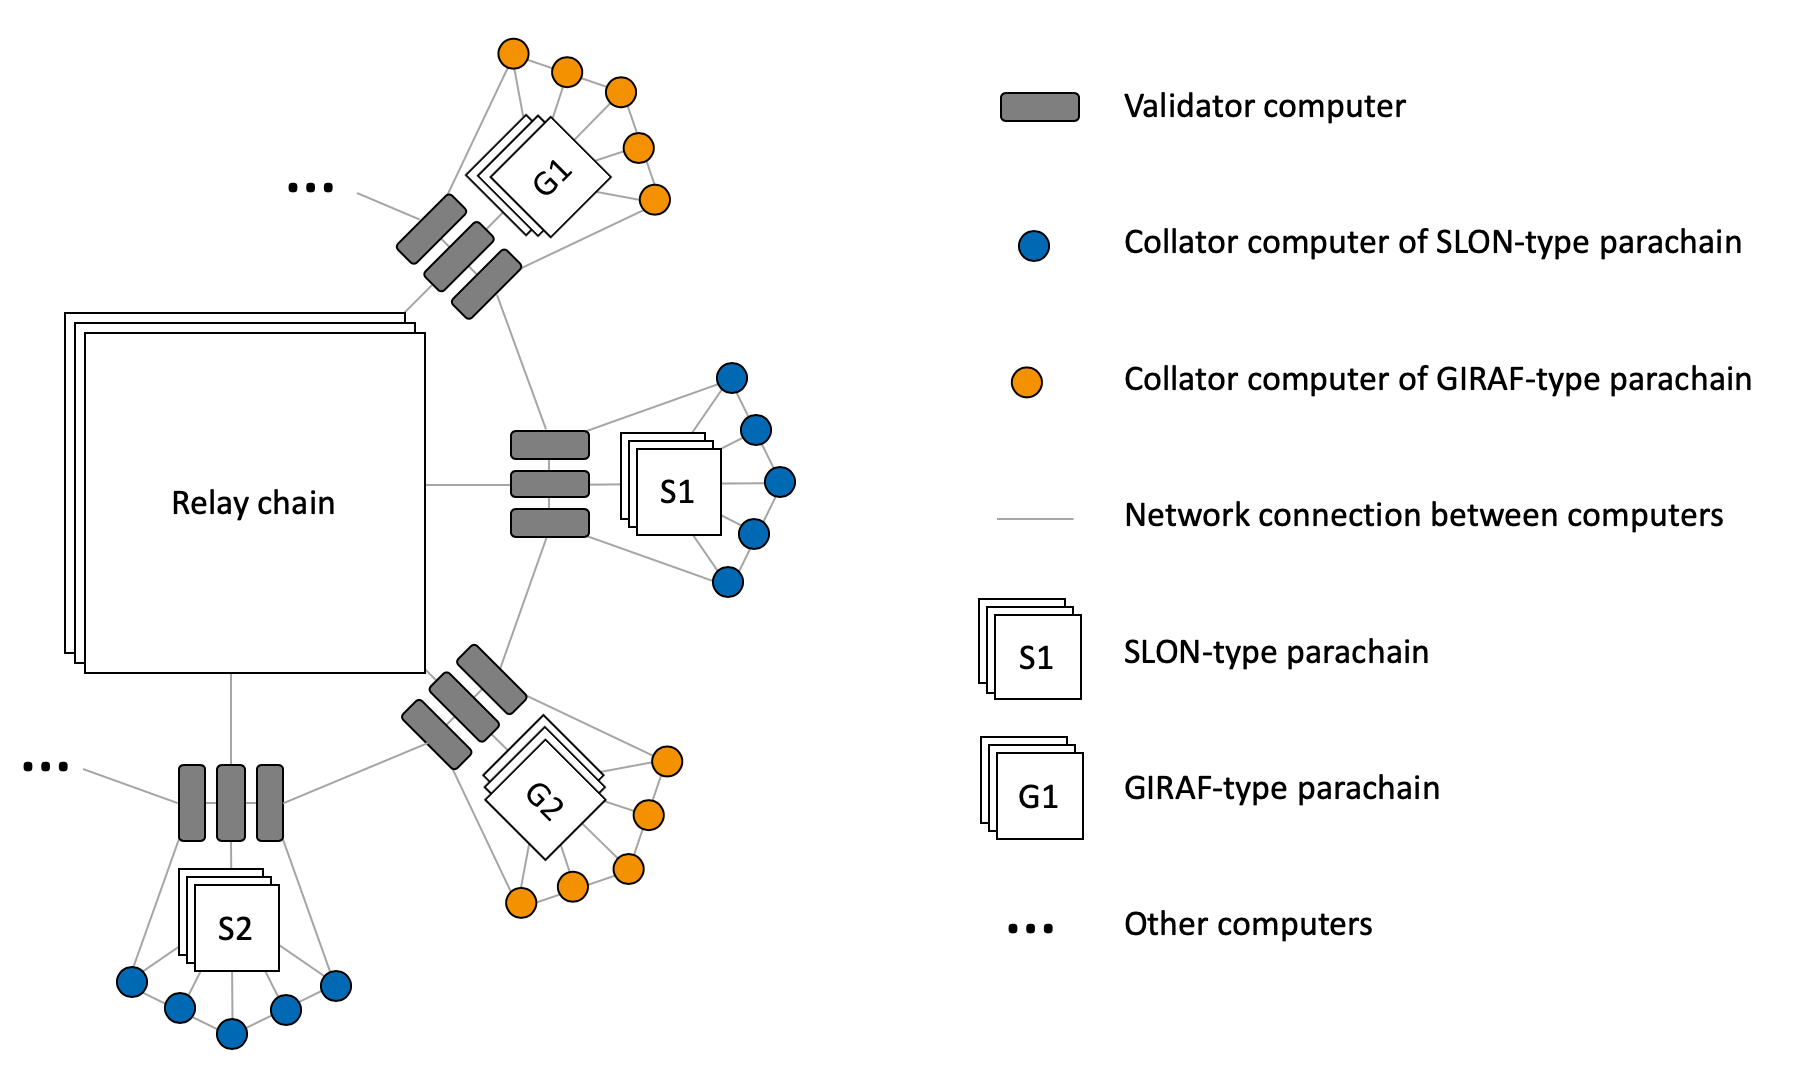 G1
...
Relay chain
S1
G2
...
S2
Validator computer
Collator computer of SLON-type parachain
Collator computer of GIRAF-type parachain
Network connection between computers
S1
SLON-type parachain
G1
GIRAF-type parachain
...
Other computers